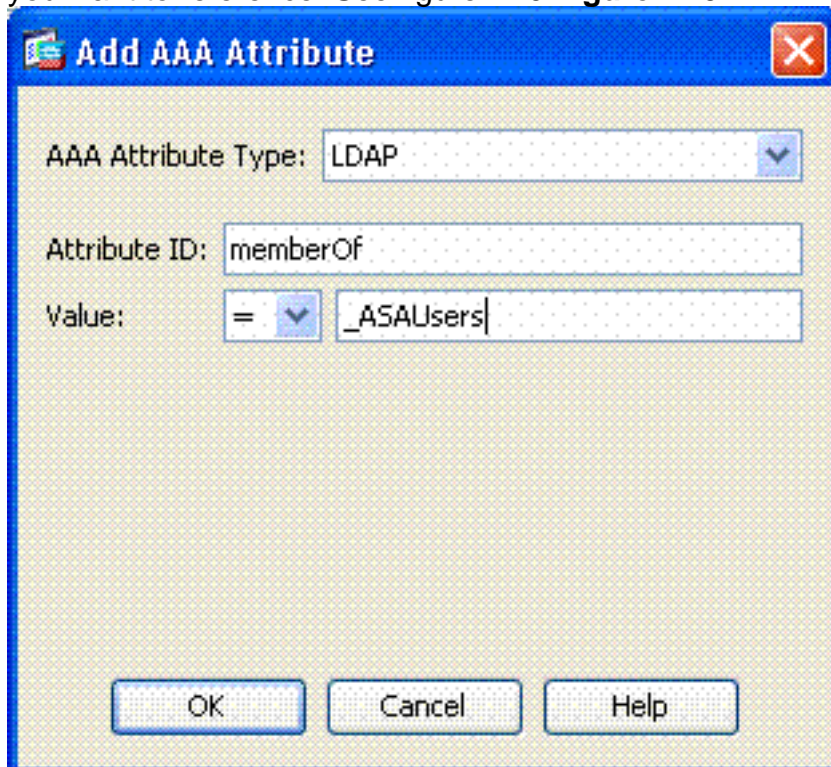 Add AAA Attribute
AAA Attribute Type: LDAP
Attribute ID: memberOf
Value: = _ASAUsers
OK Cancel Help